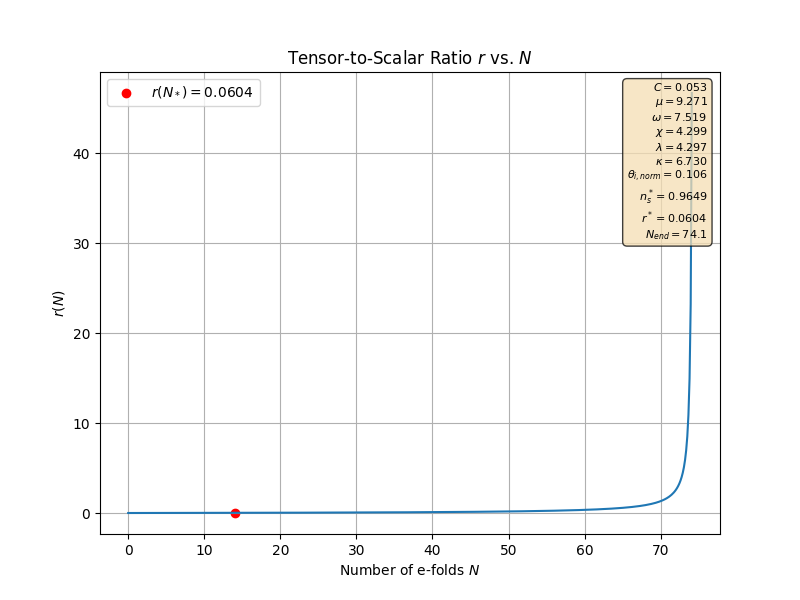 Tensor-to-Scalar Ratio r vs. N
r(N*) = 0.0604
C = 0.053
μ = 9.271
ω = 7.519
χ = 4.299
λ = 4.297
κ = 6.730
θi,norm = 0.106
ns* = 0.9649
r* = 0.0604
Nend = 74.1
r(N)
40
30
20
10
0
0 10 20 30 40 50 60 70
Number of e-folds N